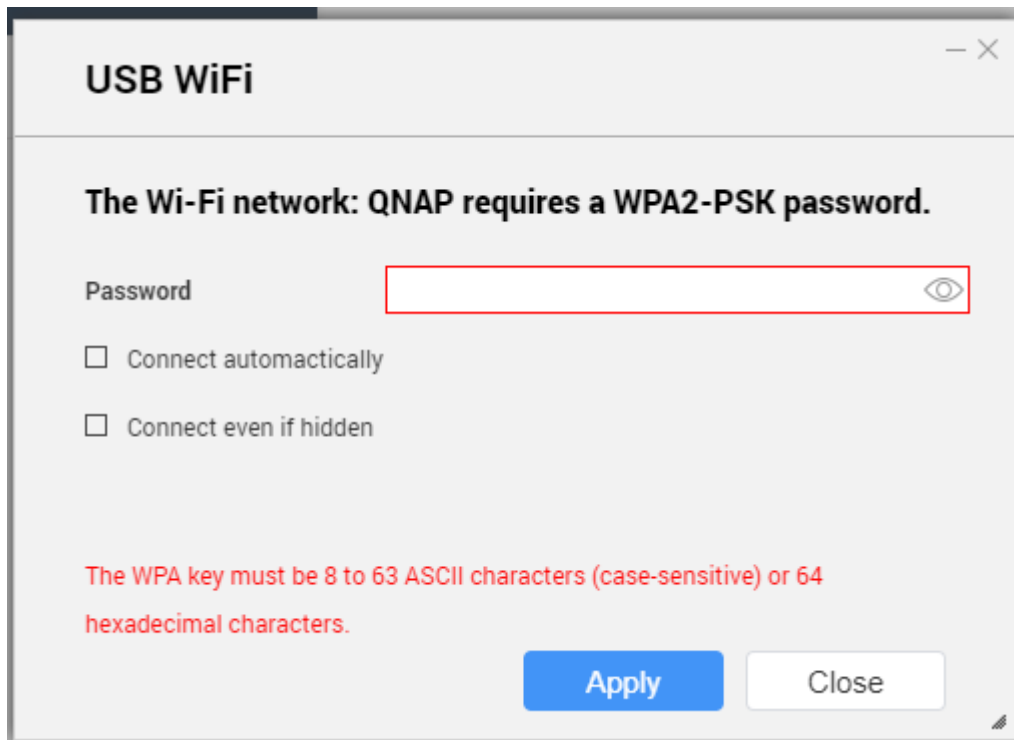 USB WiFi
The Wi-Fi network: QNAP requires a WPA2-PSK password.
Password
Connect automactically
Connect even if hidden
The WPA key must be 8 to 63 ASCII characters (case-sensitive) or 64
hexadecimal characters.
Apply Close